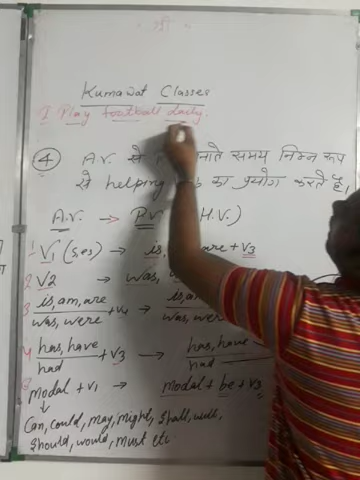 श्री
Kumawat Classes
I Play football daily.
④ A.V. से बनाते समय निम्न रूप
से helping का प्रयोग करते है,
A.V. → P.V. H.V.)
1 V1 (s,es) → is, are + V3
2 V2 → was,
3 is, am, are → is, am
was, were + V4 was, were
4 has, have + V3 → has, have
had had
5 modal + V1 → modal + be + V3
↓
Can, could, may, might, shall, will,
Should, would, must etc.